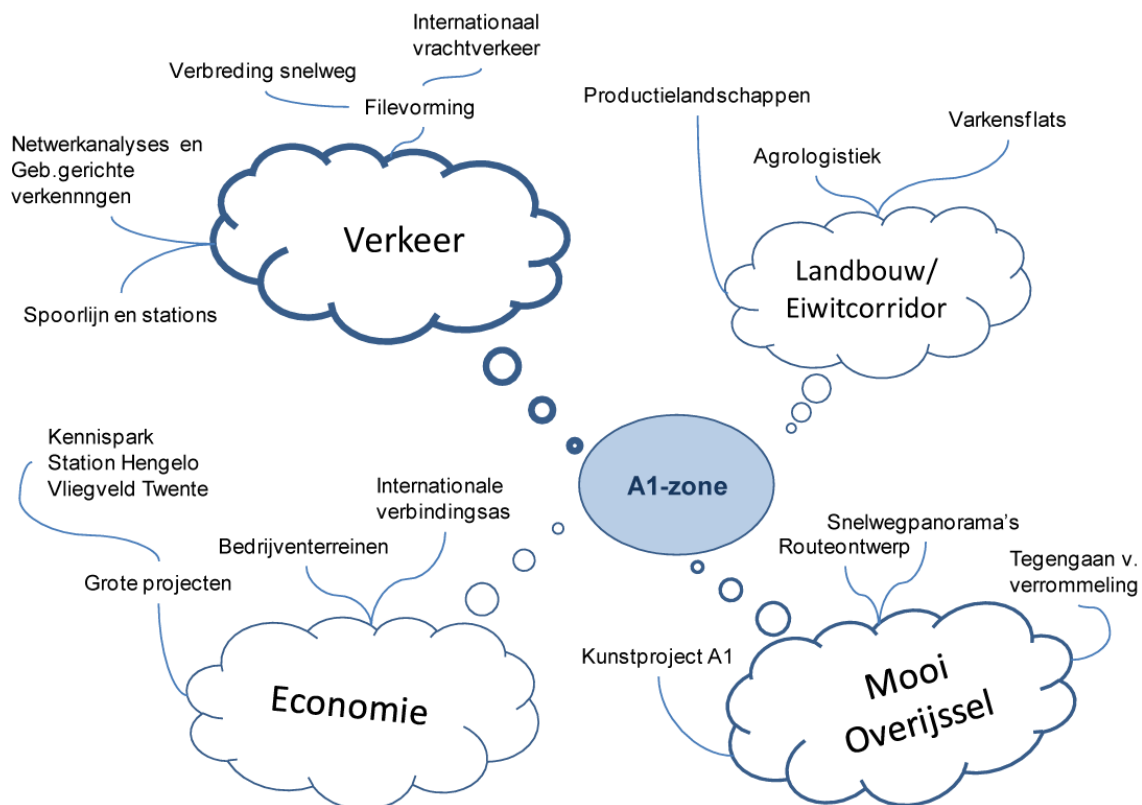 Internationaal
vrachtverkeer
Verbreding snelweg
Filevorming
Netwerkanalyses en
Geb.gerichte
verkennngen
Verkeer
Spoorlijn en stations
Productielandschappen
Varkensflats
Agrologistiek
Landbouw/
Eiwitcorridor
A1-zone
Kennispark
Station Hengelo
Vliegveld Twente
Internationale
verbindingsas
Bedrijventerreinen
Grote projecten
Economie
Snelwegpanorama’s
Routeontwerp
Tegengaan v.
verrommeling
Kunstproject A1
Mooi
Overijssel